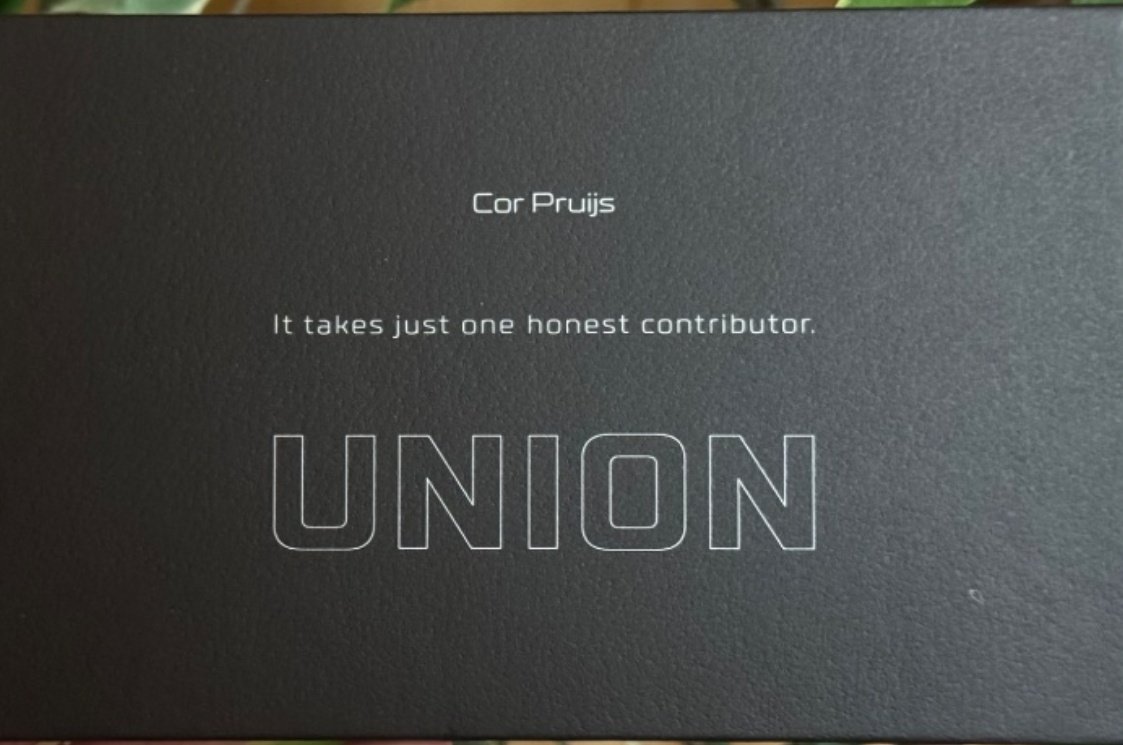 Cor Pruijs
It takes just one honest contributor.
UNION